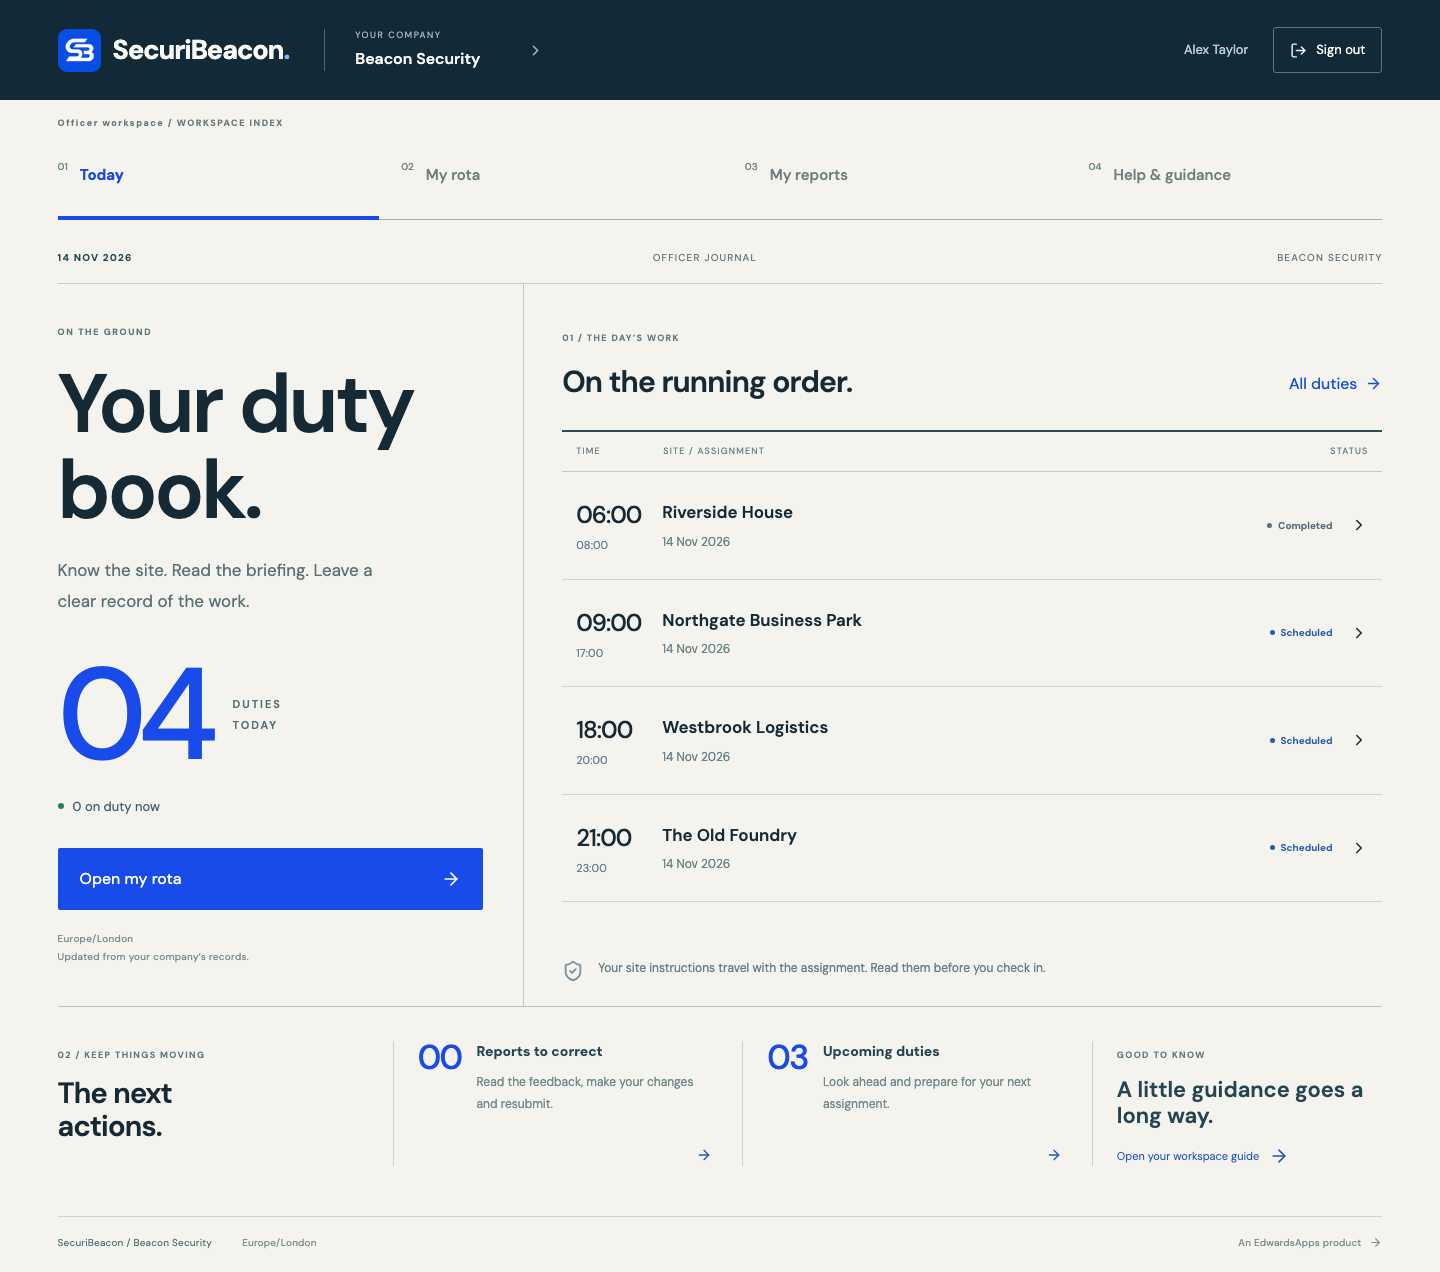 SecuriBeacon.
YOUR COMPANY
Beacon Security
Alex Taylor
Sign out
Officer workspace / WORKSPACE INDEX
01 Today
02 My rota
03 My reports
04 Help & guidance
14 NOV 2026
OFFICER JOURNAL
BEACON SECURITY
ON THE GROUND
Your duty
book.
Know the site. Read the briefing. Leave a
clear record of the work.
04
DUTIES
TODAY
0 on duty now
Open my rota
Europe/London
Updated from your company's records.
01 / THE DAY'S WORK
On the running order.
All duties
TIME
SITE / ASSIGNMENT
STATUS
06:00
08:00
Riverside House
14 Nov 2026
Completed
09:00
17:00
Northgate Business Park
14 Nov 2026
Scheduled
18:00
20:00
Westbrook Logistics
14 Nov 2026
Scheduled
21:00
23:00
The Old Foundry
14 Nov 2026
Scheduled
Your site instructions travel with the assignment. Read them before you check in.
02 / KEEP THINGS MOVING
The next
actions.
00
Reports to correct
Read the feedback, make your changes
and resubmit.
03
Upcoming duties
Look ahead and prepare for your next
assignment.
GOOD TO KNOW
A little guidance goes a
long way.
Open your workspace guide
SecuriBeacon / Beacon Security
Europe/London
An EdwardsApps product